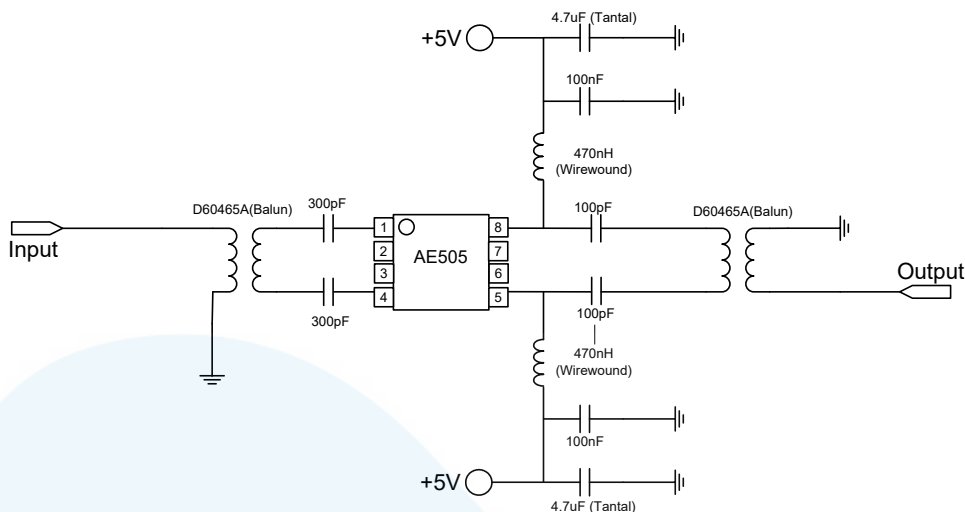 4.7uF (Tantal)
+5V
100nF
470nH
(Wirewound)
D60465A(Balun)
300pF
100pF
D60465A(Balun)
Input
1
8
2
7
AE505
3
6
4
5
Output
300pF
100pF
470nH
(Wirewound)
100nF
+5V
4.7uF (Tantal)